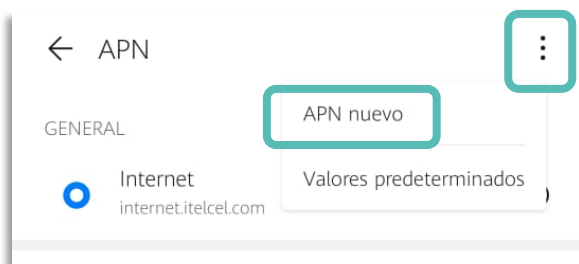 APN
APN nuevo
GENERAL
Valores predeterminados
Internet
internet.itelcel.com